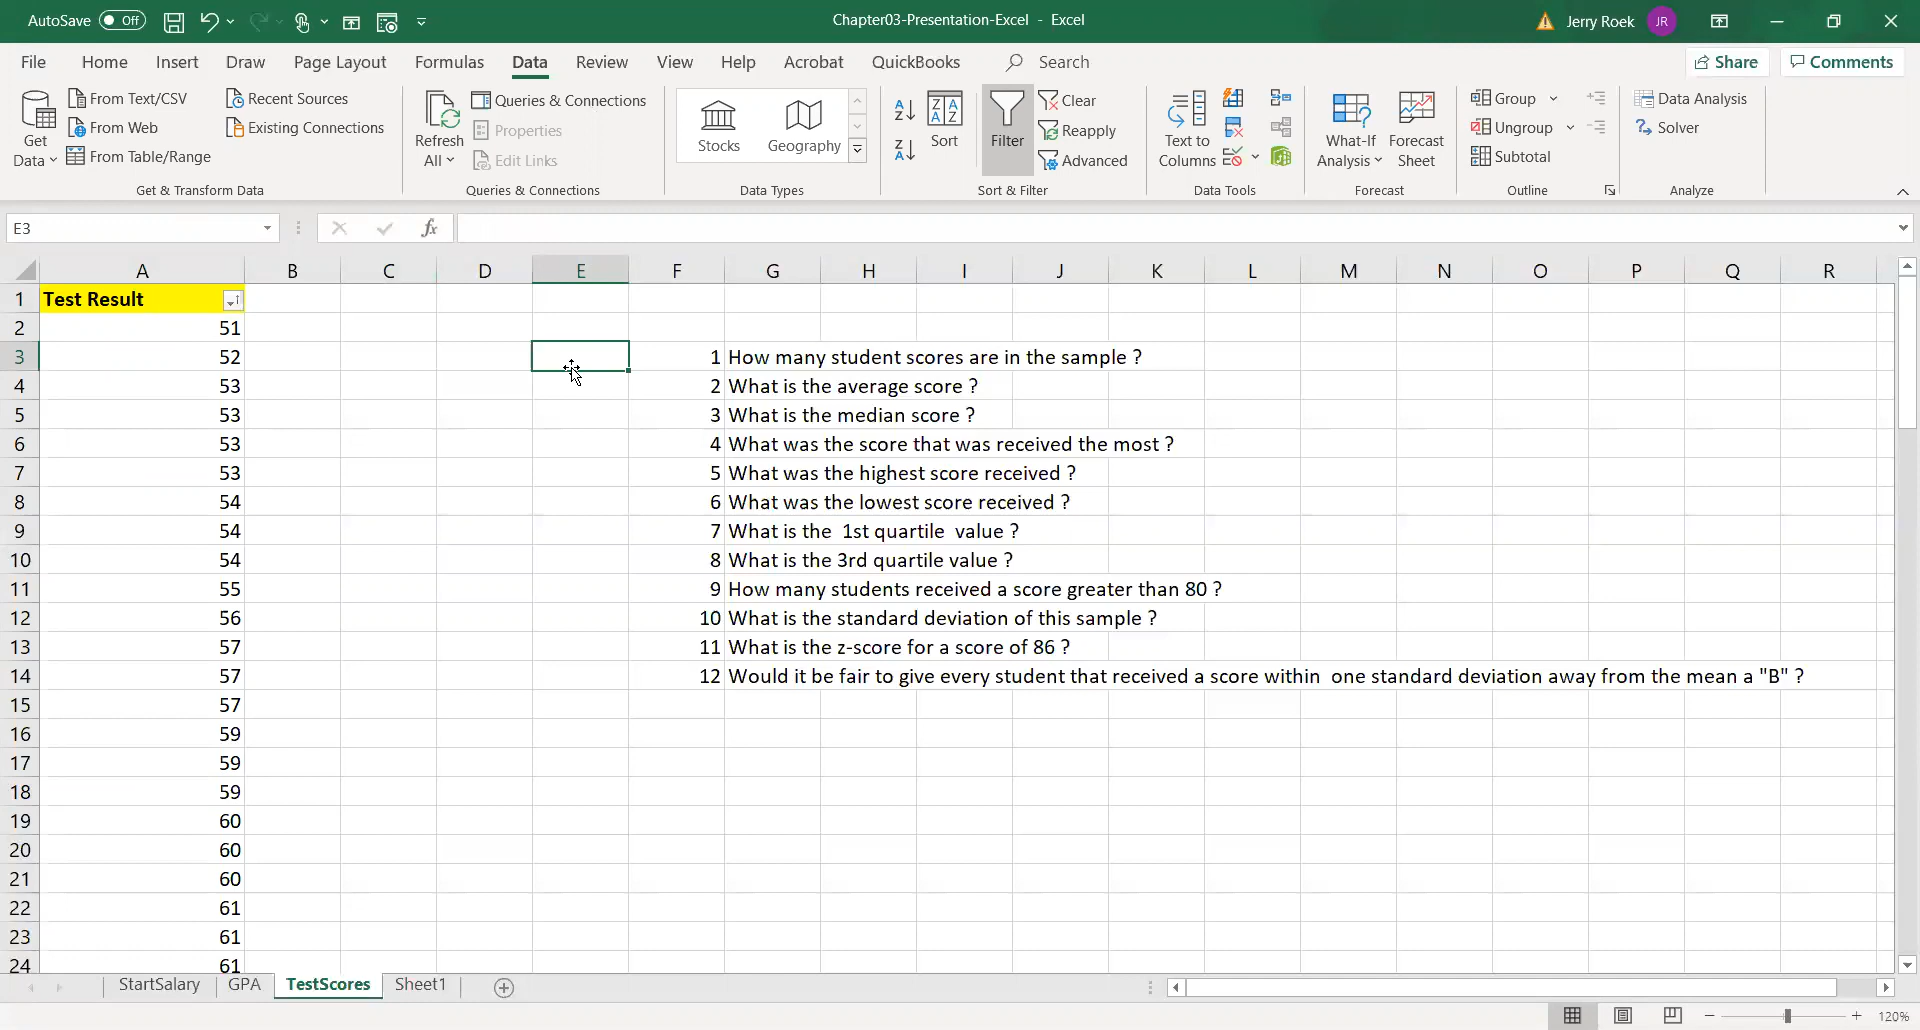 AutoSave Off
Chapter03-Presentation-Excel - Excel
Jerry Roek JR
File Home Insert Draw Page Layout Formulas Data Review View Help Acrobat QuickBooks Search Share Comments
Get Data
From Text/CSV
From Web
From Table/Range
Recent Sources
Existing Connections
Get & Transform Data
Refresh All
Queries & Connections
Properties
Edit Links
Queries & Connections
Stocks
Geography
Data Types
Sort
Filter
Clear
Reapply
Advanced
Sort & Filter
Text to Columns
Data Tools
What-If Analysis
Forecast Sheet
Forecast
Group
Ungroup
Subtotal
Outline
Data Analysis
Solver
Analyze
E3 fx
A B C D E F G H I J K L M N O P Q R
1 Test Result
2 51
3 52 1 How many student scores are in the sample ?
4 53 2 What is the average score ?
5 53 3 What is the median score ?
6 53 4 What was the score that was received the most ?
7 53 5 What was the highest score received ?
8 54 6 What was the lowest score received ?
9 54 7 What is the  1st quartile  value ?
10 54 8 What is the 3rd quartile value ?
11 55 9 How many students received a score greater than 80 ?
12 56 10 What is the standard deviation of this sample ?
13 57 11 What is the z-score for a score of 86 ?
14 57 12 Would it be fair to give every student that received a score within  one standard deviation away from the mean a "B" ?
15 57
16 59
17 59
18 59
19 60
20 60
21 60
22 61
23 61
24 61
StartSalary GPA TestScores Sheet1
120%